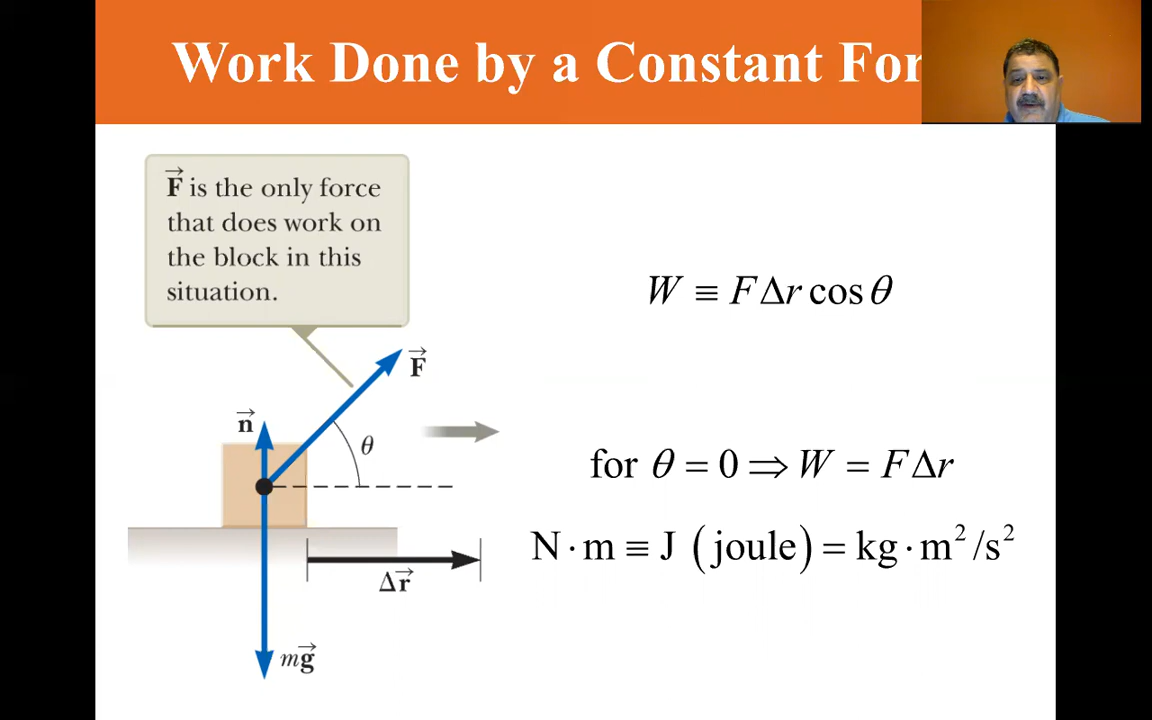 Work Done by a Constant For
F⃗ is the only force
that does work on
the block in this
situation.
W ≡ FΔr cos θ
F⃗
n⃗
θ
for θ = 0 ⇒ W = FΔr
N · m ≡ J (joule) = kg · m²/s²
Δr⃗
mg⃗